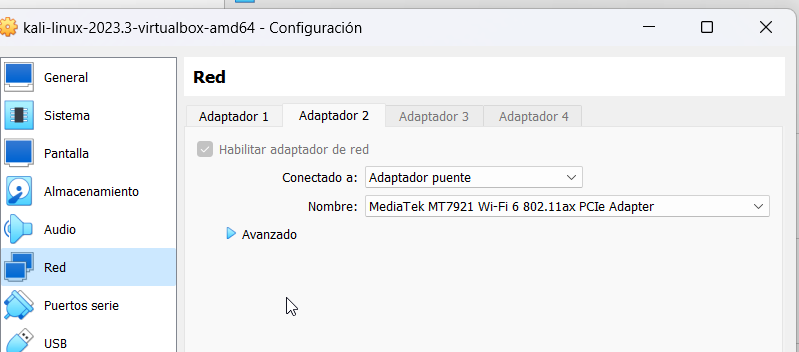 kali-linux-2023.3-virtualbox-amd64 - Configuración
General
Sistema
Pantalla
Almacenamiento
Audio
Red
Puertos serie
USB
Red
Adaptador 1 Adaptador 2 Adaptador 3 Adaptador 4
Habilitar adaptador de red
Conectado a: Adaptador puente
Nombre: MediaTek MT7921 Wi-Fi 6 802.11ax PCIe Adapter
Avanzado